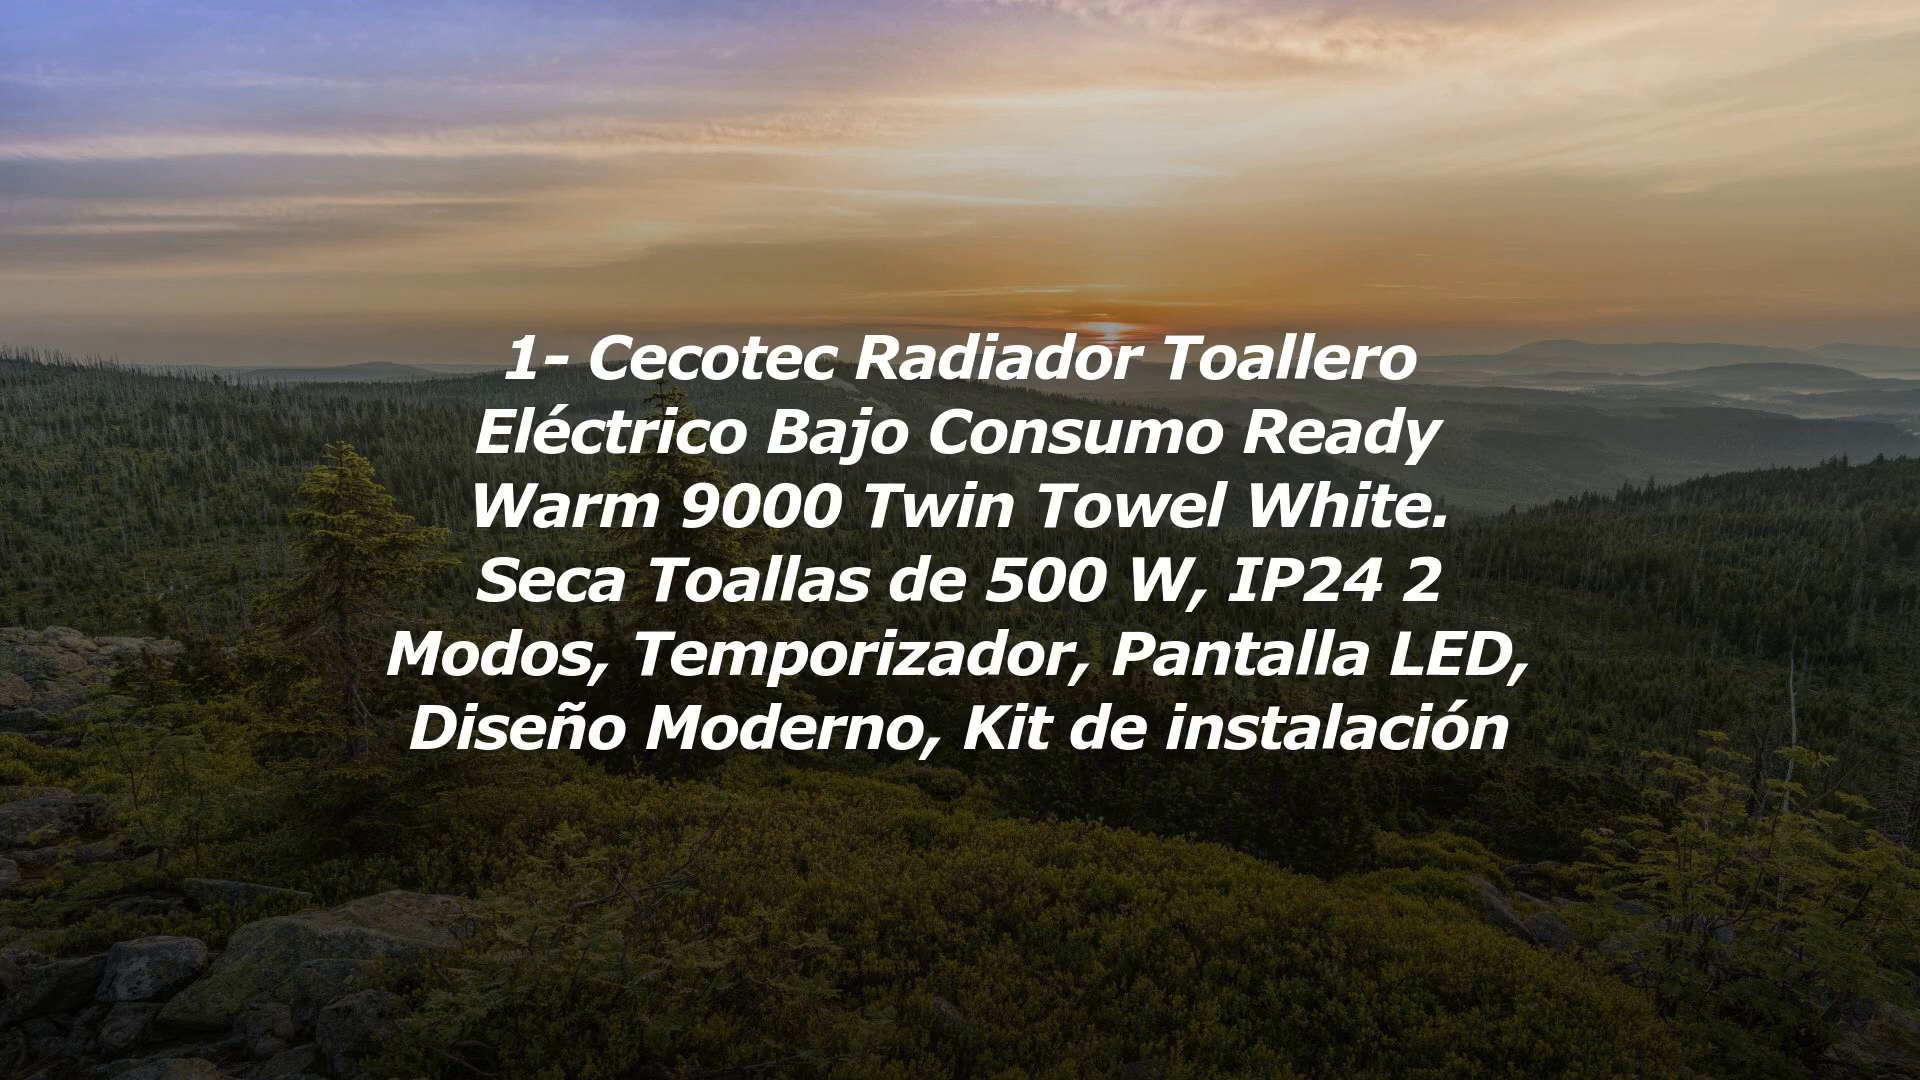 1- Cecotec Radiador Toallero
Eléctrico Bajo Consumo Ready
Warm 9000 Twin Towel White.
Seca Toallas de 500 W, IP24 2
Modos, Temporizador, Pantalla LED,
Diseño Moderno, Kit de instalación